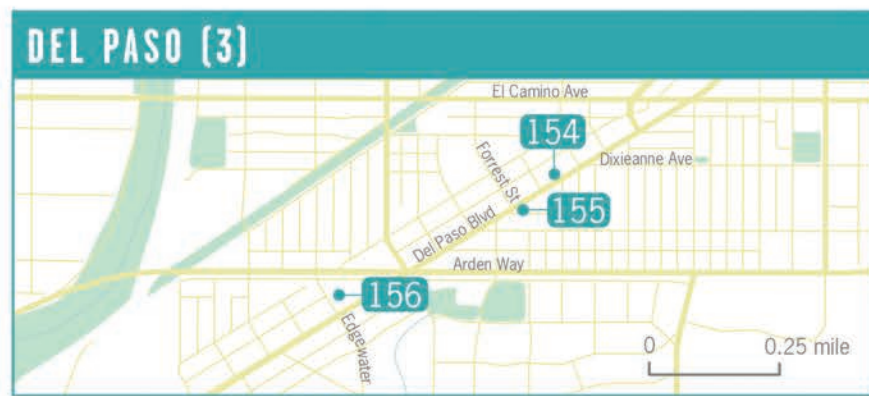 DEL PASO (3)
El Camino Ave
154
Forrest St
Dixieanne Ave
155
Del Paso Blvd
Arden Way
156
Edgewater
0 0.25 mile